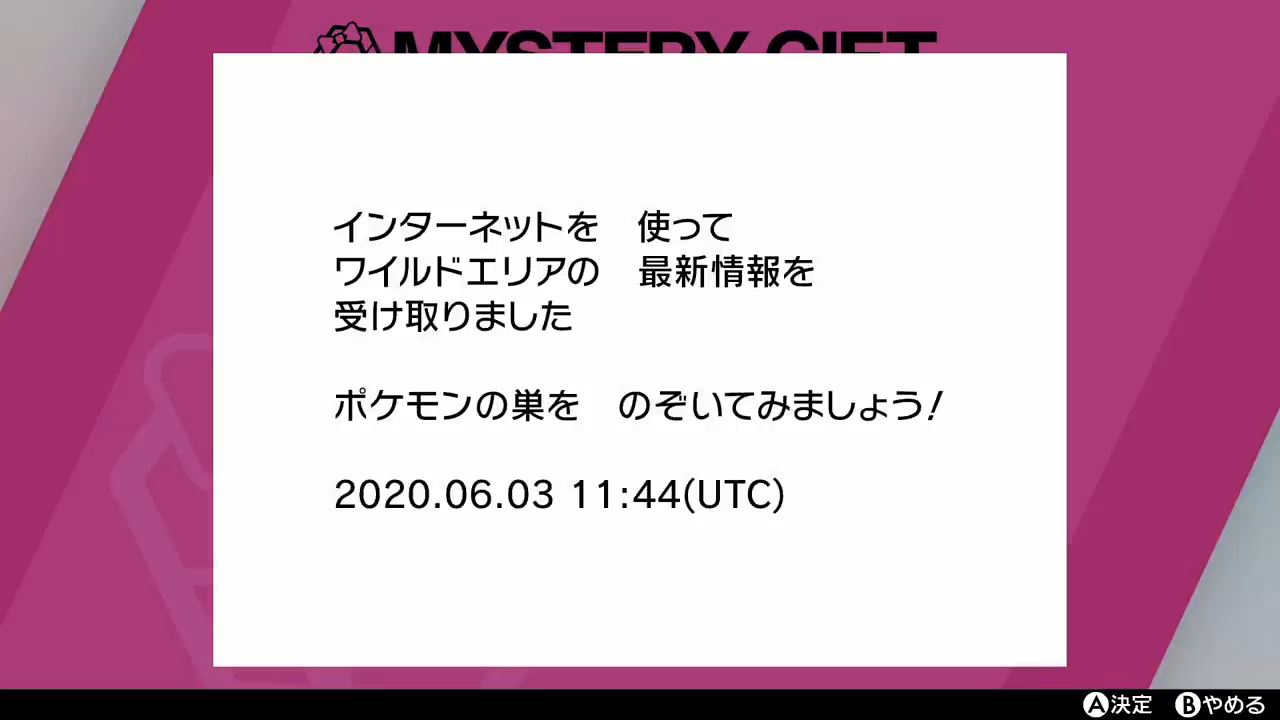 MYSTERY GIFT
インターネットを　使って
ワイルドエリアの　最新情報を
受け取りました
ポケモンの巣を　のぞいてみましょう!
2020.06.03 11:44(UTC)
Ⓐ決定　Ⓑやめる